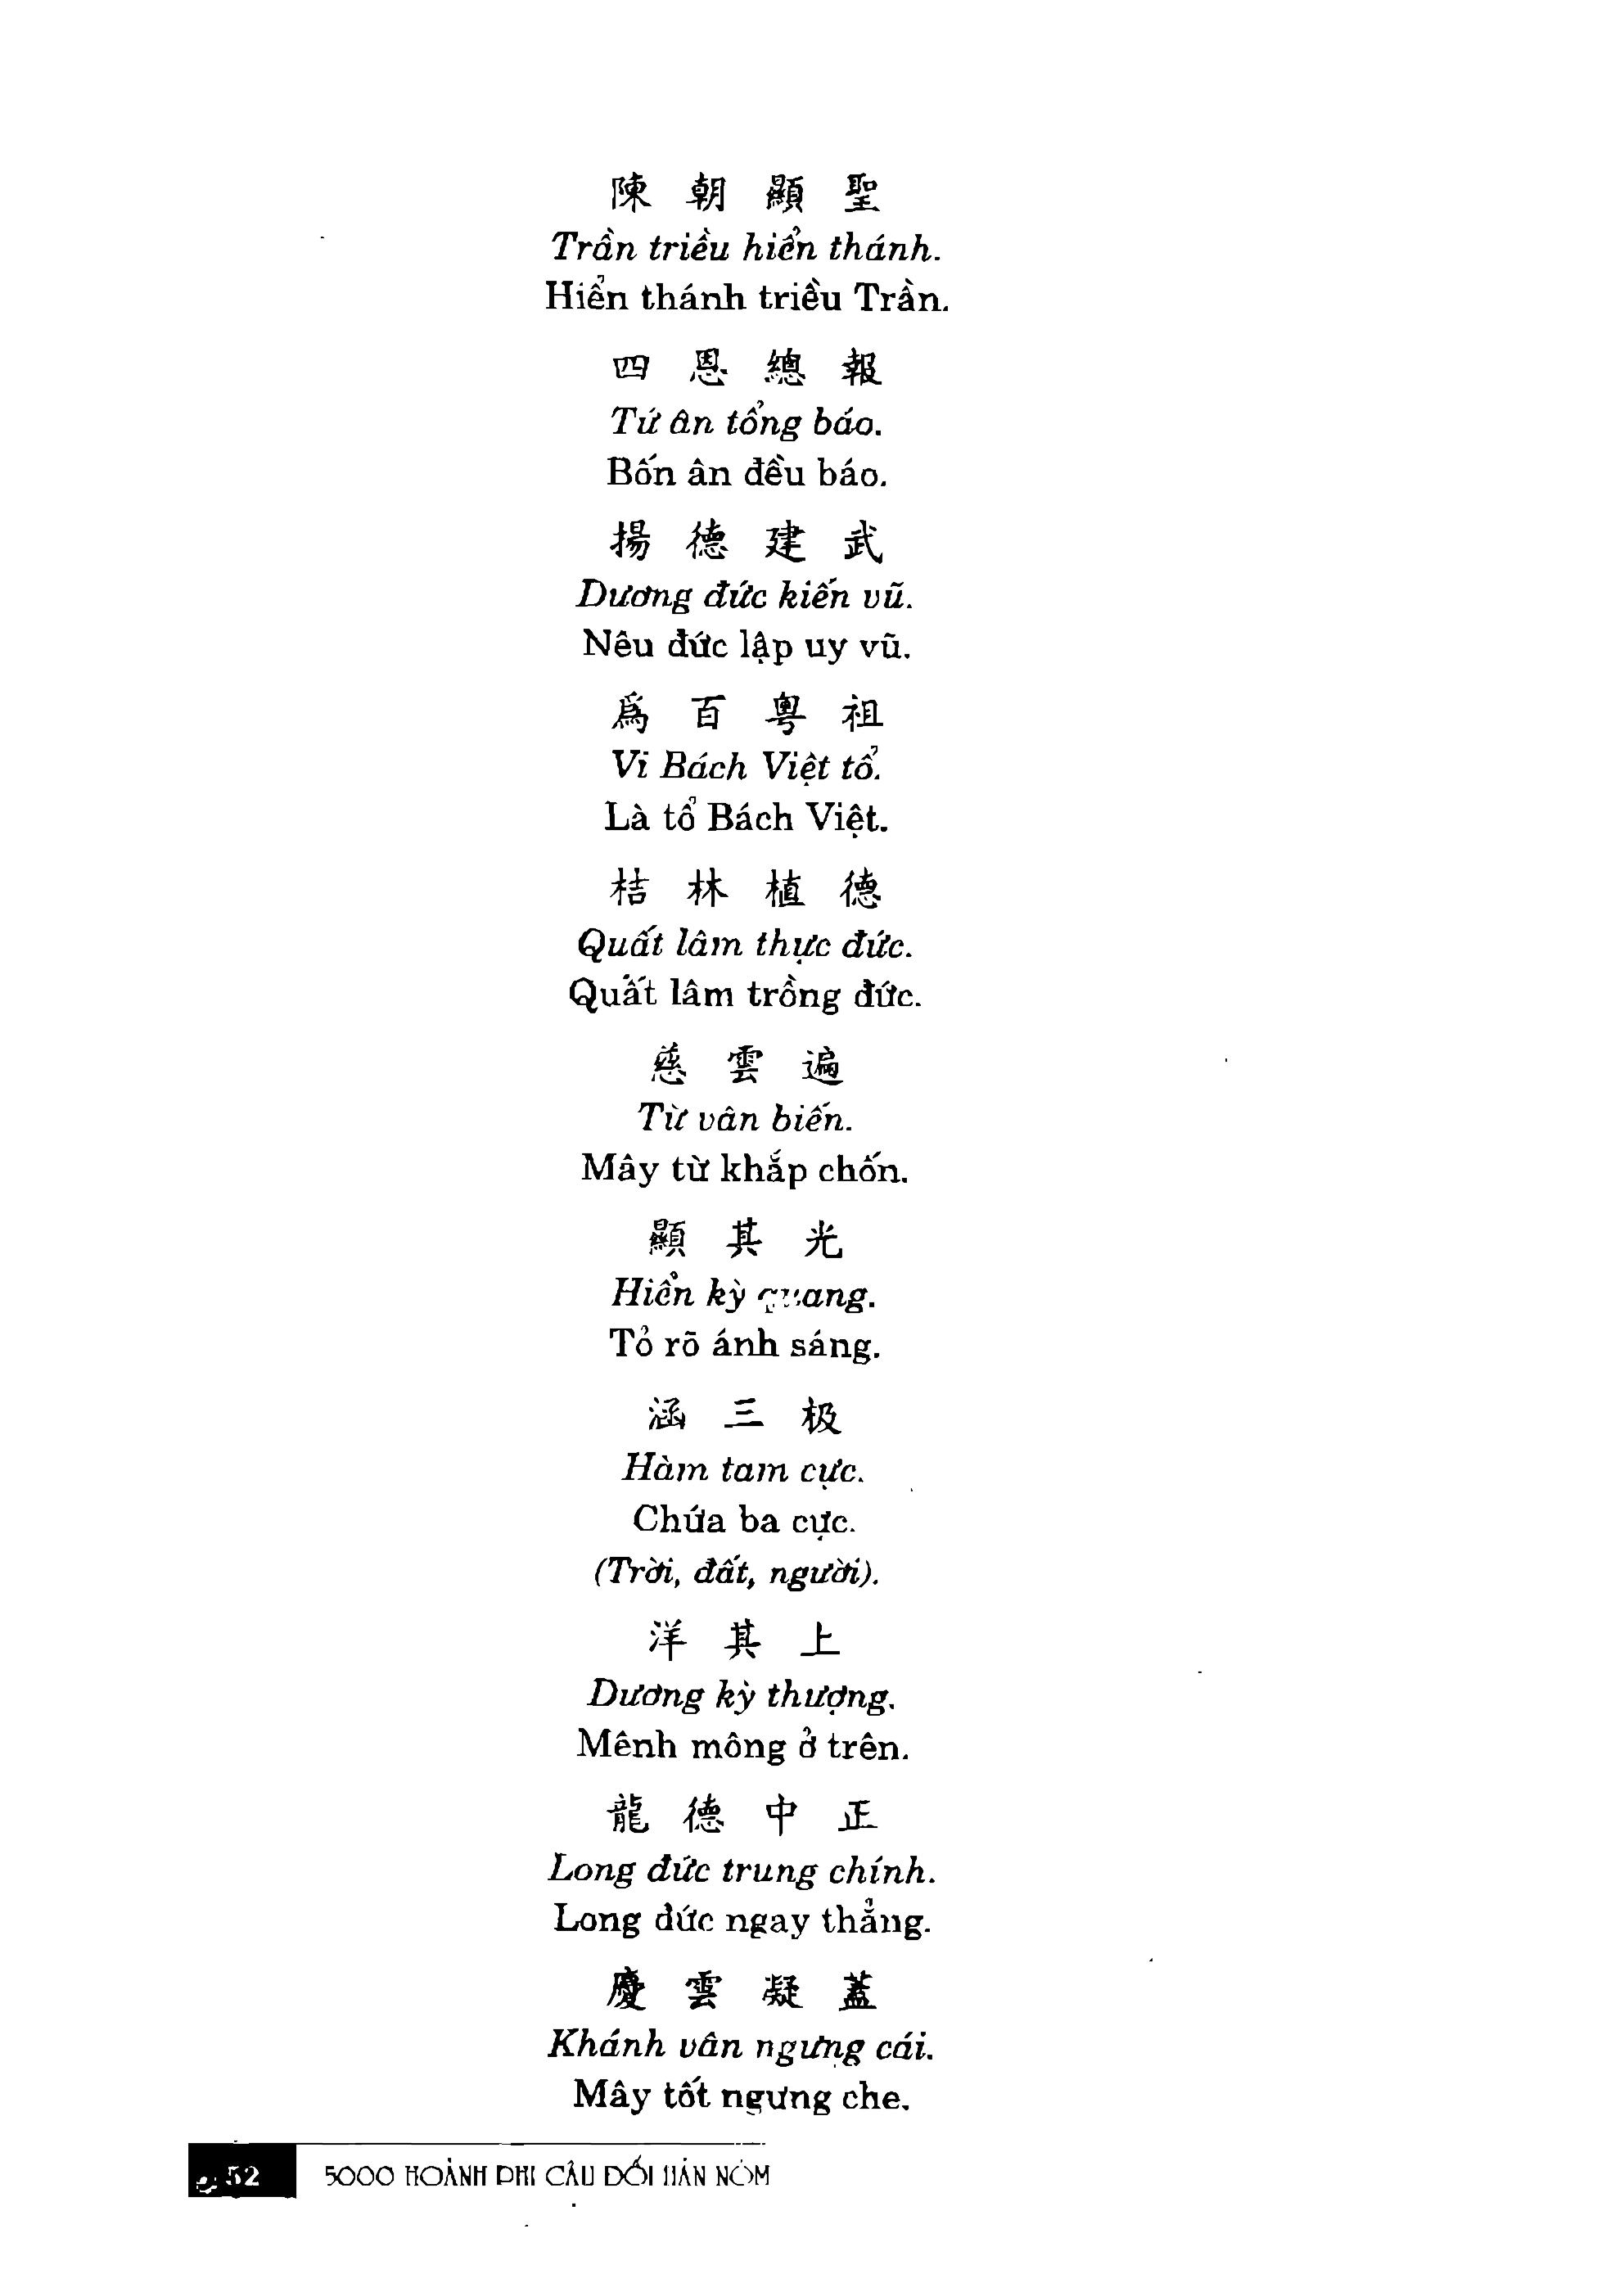 陳朝顯聖
Trần triều hiển thánh.
Hiển thánh triều Trần.
四恩總報
Tứ ân tổng báo.
Bốn ân đều báo.
揚德建武
Dương đức kiến vũ.
Nêu đức lập uy vũ.
爲百粵祖
Vi Bách Việt tổ.
Là tổ Bách Việt.
桔林植德
Quất lâm thực đức.
Quất lâm trồng đức.
慈雲遍
Từ vân biến.
Mây từ khắp chốn.
顯其光
Hiển kỳ quang.
Tỏ rõ ánh sáng.
涵三极
Hàm tam cực.
Chứa ba cực.
(Trời, đất, người).
洋其上
Dương kỳ thượng.
Mênh mông ở trên.
龍德中正
Long đức trung chính.
Long đức ngay thẳng.
慶雲凝蓋
Khánh vân ngưng cái.
Mây tốt ngưng che.
52 5000 HOÀNH PHI CÂU ĐỐI HÁN NÔM